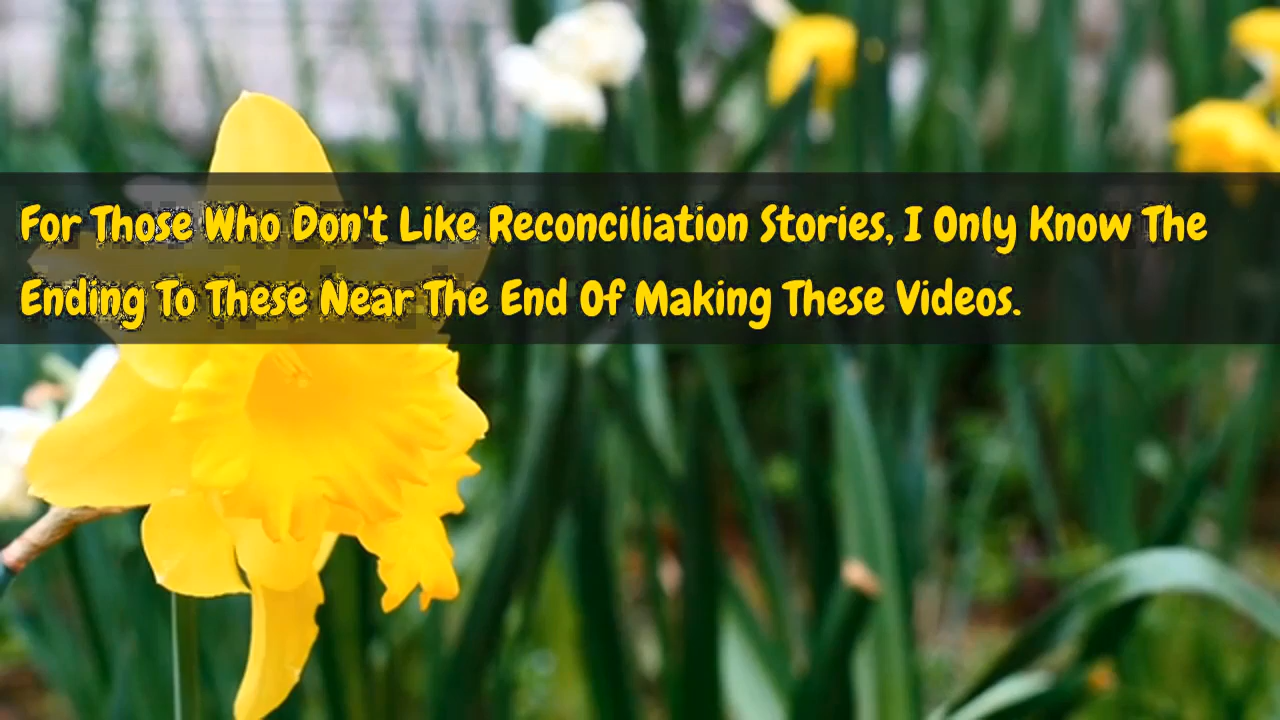 For Those Who Don't Like Reconciliation Stories, I Only Know The
Ending To These Near The End Of Making These Videos.